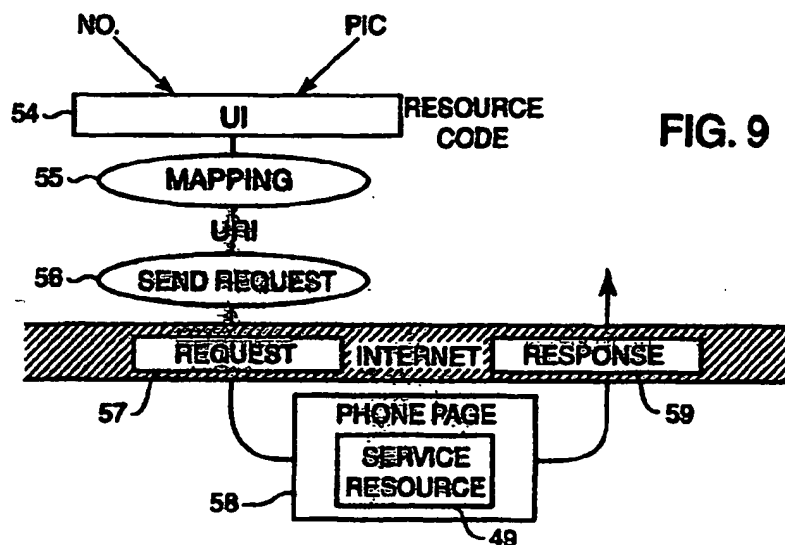 NO.
PIC
54
UI
RESOURCE
CODE
FIG. 9
55
MAPPING
URI
56
SEND REQUEST
REQUEST
INTERNET
RESPONSE
57
PHONE PAGE
59
SERVICE
RESOURCE
58
49